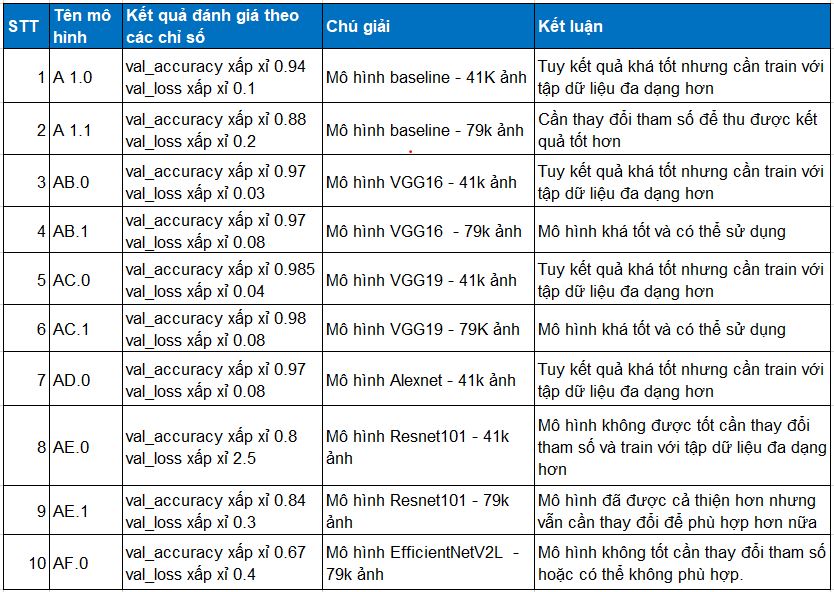 STT
Tên mô
hình
Kết quả đánh giá theo
các chỉ số
Chú giải
Kết luận
1
A 1.0
val_accuracy xấp xỉ 0.94
val_loss xấp xỉ 0.1
Mô hình baseline - 41K ảnh
Tuy kết quả khá tốt nhưng cần train với
tập dữ liệu đa dạng hơn
2
A 1.1
val_accuracy xấp xỉ 0.88
val_loss xấp xỉ 0.2
Mô hình baseline - 79k ảnh
Cần thay đổi tham số để thu được kết
quả tốt hơn
3
AB.0
val_accuracy xấp xỉ 0.97
val_loss xấp xỉ 0.03
Mô hình VGG16 - 41k ảnh
Tuy kết quả khá tốt nhưng cần train với
tập dữ liệu đa dạng hơn
4
AB.1
val_accuracy xấp xỉ 0.97
val_loss xấp xỉ 0.08
Mô hình VGG16 - 79k ảnh
Mô hình khá tốt và có thể sử dụng
5
AC.0
val_accuracy xấp xỉ 0.985
val_loss xấp xỉ 0.04
Mô hình VGG19 - 41k ảnh
Tuy kết quả khá tốt nhưng cần train với
tập dữ liệu đa dạng hơn
6
AC.1
val_accuracy xấp xỉ 0.98
val_loss xấp xỉ 0.08
Mô hình VGG19 - 79K ảnh
Mô hình khá tốt và có thể sử dụng
7
AD.0
val_accuracy xấp xỉ 0.97
val_loss xấp xỉ 0.08
Mô hình Alexnet - 41k ảnh
Tuy kết quả khá tốt nhưng cần train với
tập dữ liệu đa dạng hơn
8
AE.0
val_accuracy xấp xỉ 0.8
val_loss xấp xỉ 2.5
Mô hình Resnet101 - 41k
ảnh
Mô hình không được tốt cần thay đổi
tham số và train với tập dữ liệu đa dạng
hơn
9
AE.1
val_accuracy xấp xỉ 0.84
val_loss xấp xỉ 0.3
Mô hình Resnet101 - 79k
ảnh
Mô hình đã được cả thiện hơn nhưng
vẫn cần thay đổi để phù hợp hơn nữa
10
AF.0
val_accuracy xấp xỉ 0.67
val_loss xấp xỉ 0.4
Mô hình EfficientNetV2L -
79k ảnh
Mô hình không tốt cần thay đổi tham số
hoặc có thể không phù hợp.